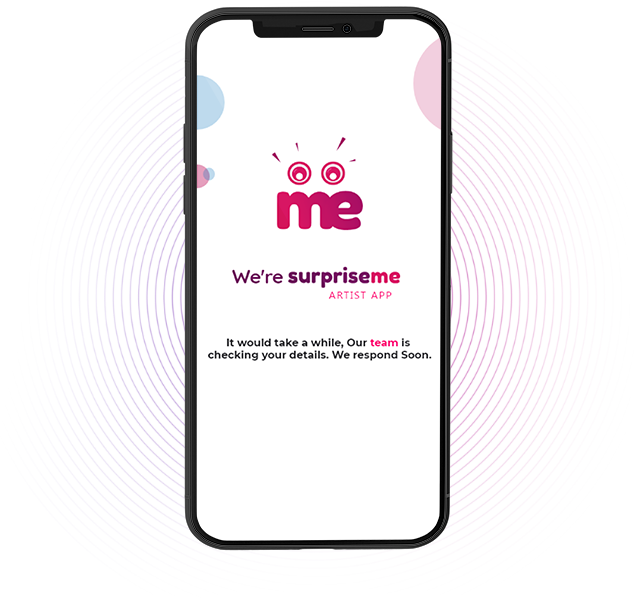 me
We're surpriseme
ARTIST APP
It would take a while, Our team is
checking your details. We respond Soon.